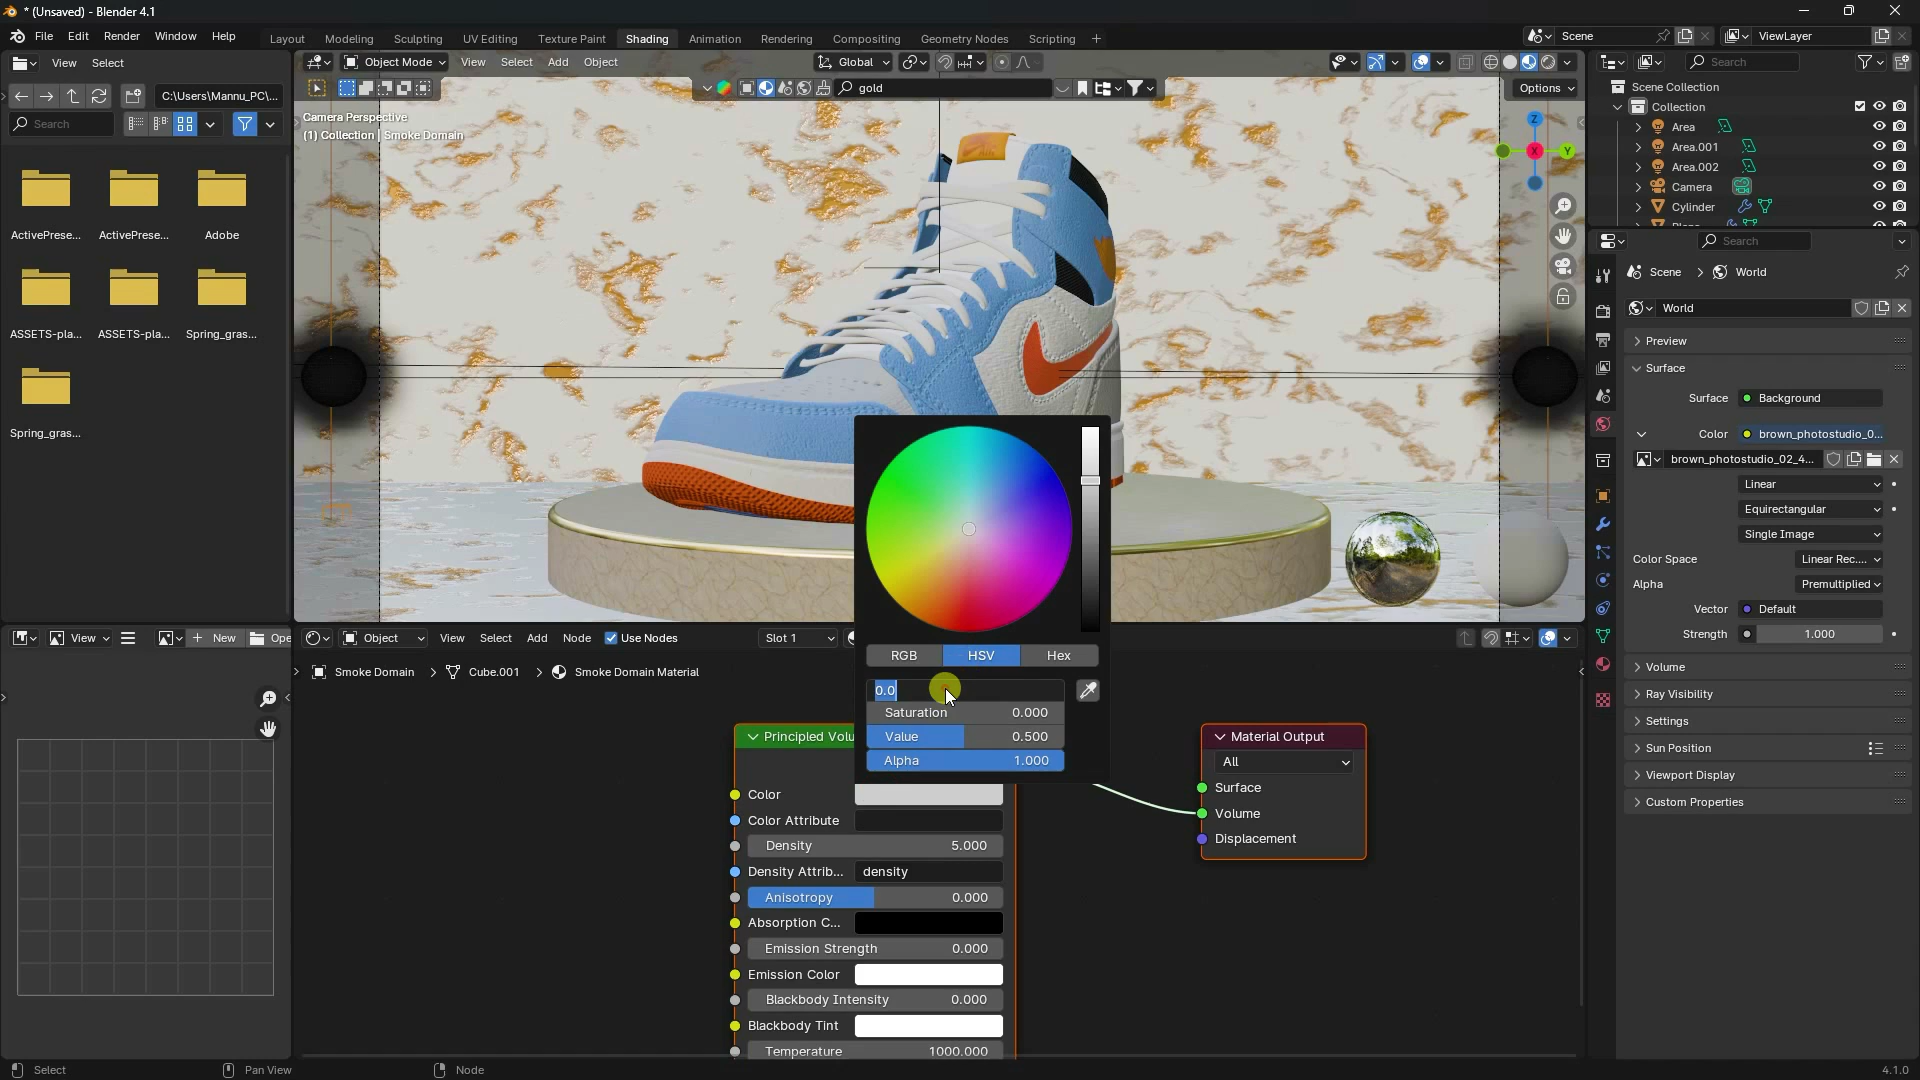 * (Unsaved) - Blender 4.1
File Edit Render Window Help
Layout Modeling Sculpting UV Editing Texture Paint Shading Animation Rendering Compositing Geometry Nodes Scripting +
Scene
ViewLayer
View Select
Object Mode View Select Add Object
Global
Search
C:\Users\Mannu_PC\...
gold
Options
Search
Camera Perspective
(1) Collection | Smoke Domain
Scene Collection
Collection
Area
Area.001
Area.002
Camera
Cylinder
X
Y
Z
ActivePrese...
ActivePrese...
Adobe
ASSETS-pla...
ASSETS-pla...
Spring_gras...
Spring_gras...
Search
Scene > World
World
Preview
Surface
Surface Background
Color brown_photostudio_0...
brown_photostudio_02_4...
Linear
Equirectangular
Single Image
Color Space Linear Rec....
Alpha Premultiplied
Vector Default
Strength 1.000
Volume
Ray Visibility
Settings
Sun Position
Viewport Display
Custom Properties
RGB HSV Hex
0.0
Saturation 0.000
Value 0.500
Alpha 1.000
View
New
Ope
Object View Select Add Node Use Nodes Slot 1
Smoke Domain > Cube.001 > Smoke Domain Material
Principled Volu
Color
Color Attribute
Density 5.000
Density Attrib... density
Anisotropy 0.000
Absorption C...
Emission Strength 0.000
Emission Color
Blackbody Intensity 0.000
Blackbody Tint
Temperature 1000.000
Material Output
All
Surface
Volume
Displacement
Select
Pan View
Node
4.1.0